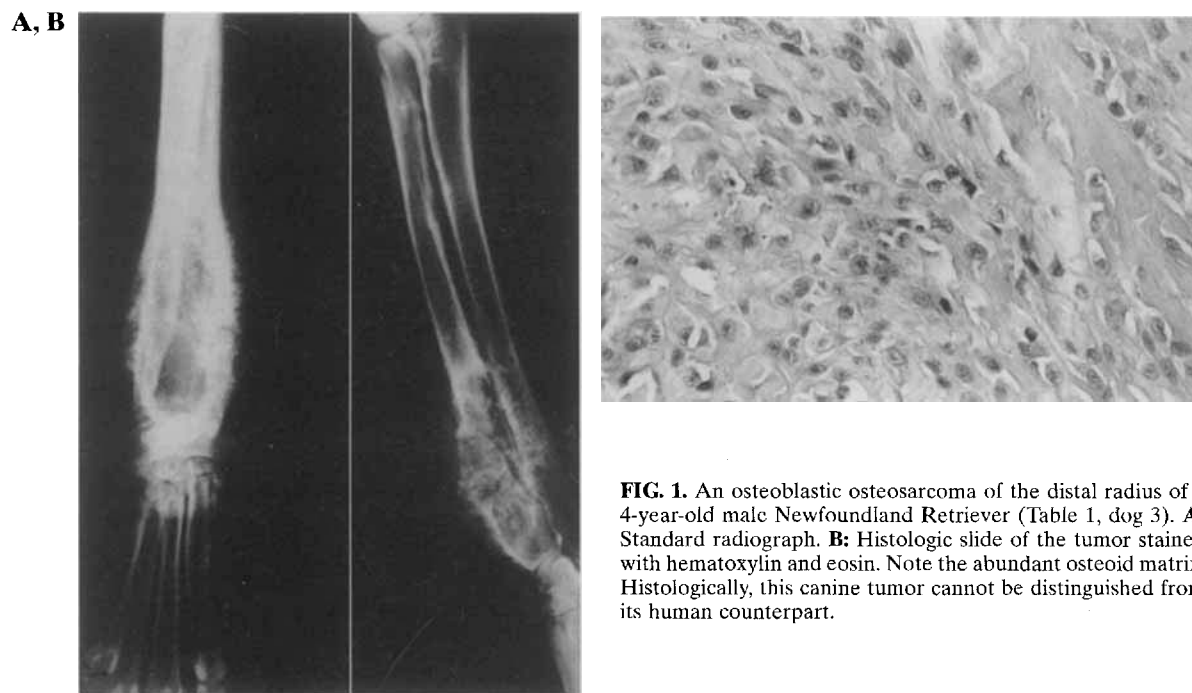 A, B
FIG. 1. An osteoblastic osteosarcoma of the distal radius of
4-year-old male Newfoundland Retriever (Table 1, dog 3). A
Standard radiograph. B: Histologic slide of the tumor staine
with hematoxylin and eosin. Note the abundant osteoid matrix
Histologically, this canine tumor cannot be distinguished fron
its human counterpart.